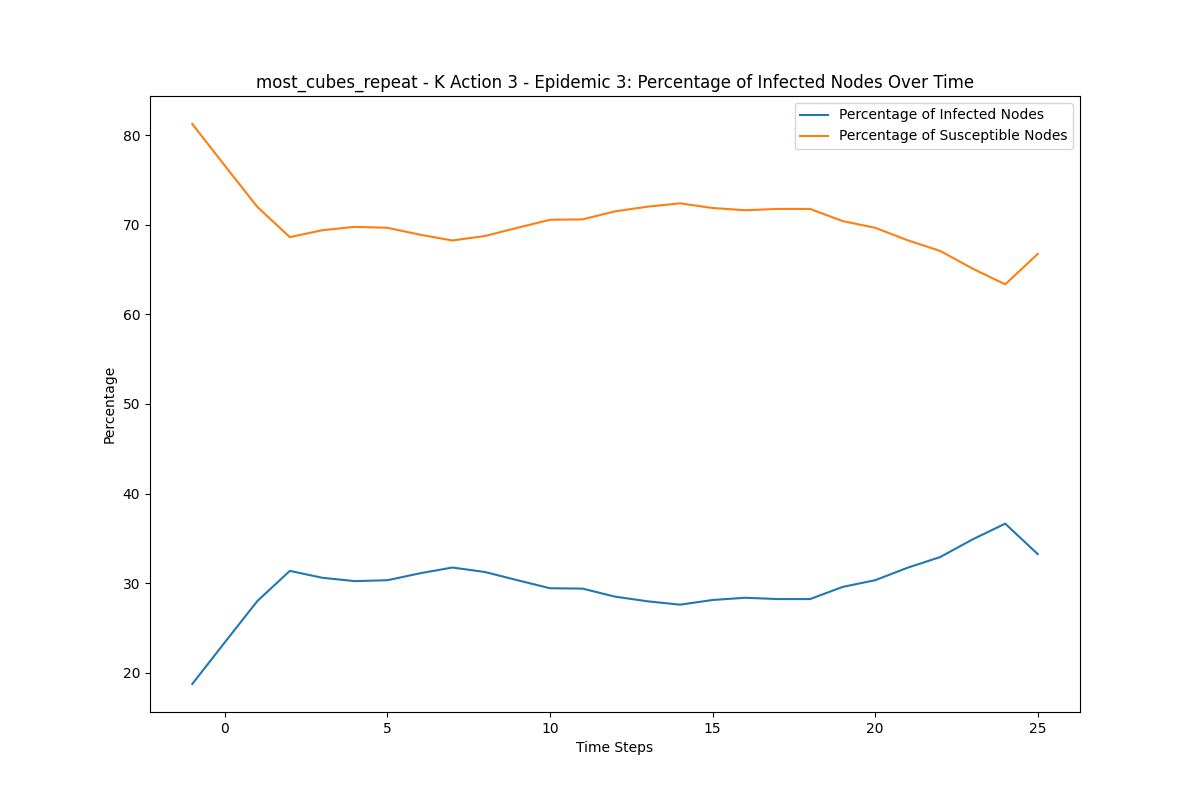 most_cubes_repeat - K Action 3 - Epidemic 3: Percentage of Infected Nodes Over Time
Percentage of Infected Nodes
Percentage of Susceptible Nodes
80
70
60
50
40
30
20
Percentage
0 5 10 15 20 25
Time Steps